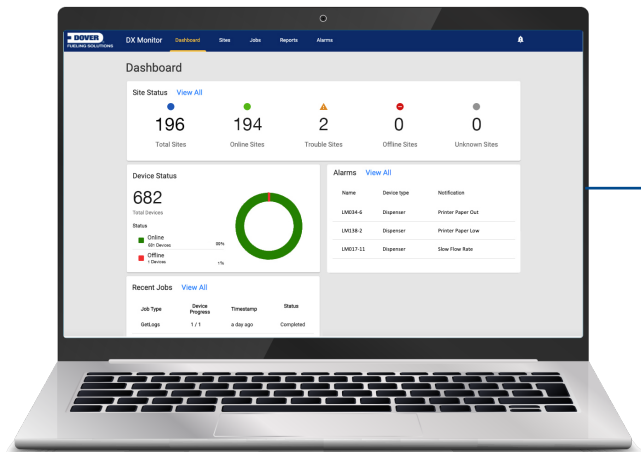 DOVER
FUELING SOLUTIONS
DX Monitor Dashboard Sites Jobs Reports Alarms
Dashboard
Site Status View All
196 194 2 0 0
Total Sites Online Sites Trouble Sites Offline Sites Unknown Sites
Device Status
682
Total Devices
Status
Online
681 Devices
99%
Offline
1 Devices
1%
Alarms View All
Name Device type Notification
LM034-6 Dispenser Printer Paper Out
LM138-2 Dispenser Printer Paper Low
LM017-11 Dispenser Slow Flow Rate
Recent Jobs View All
Job Type Device Progress Timestamp Status
GetLogs 1 / 1 a day ago Completed